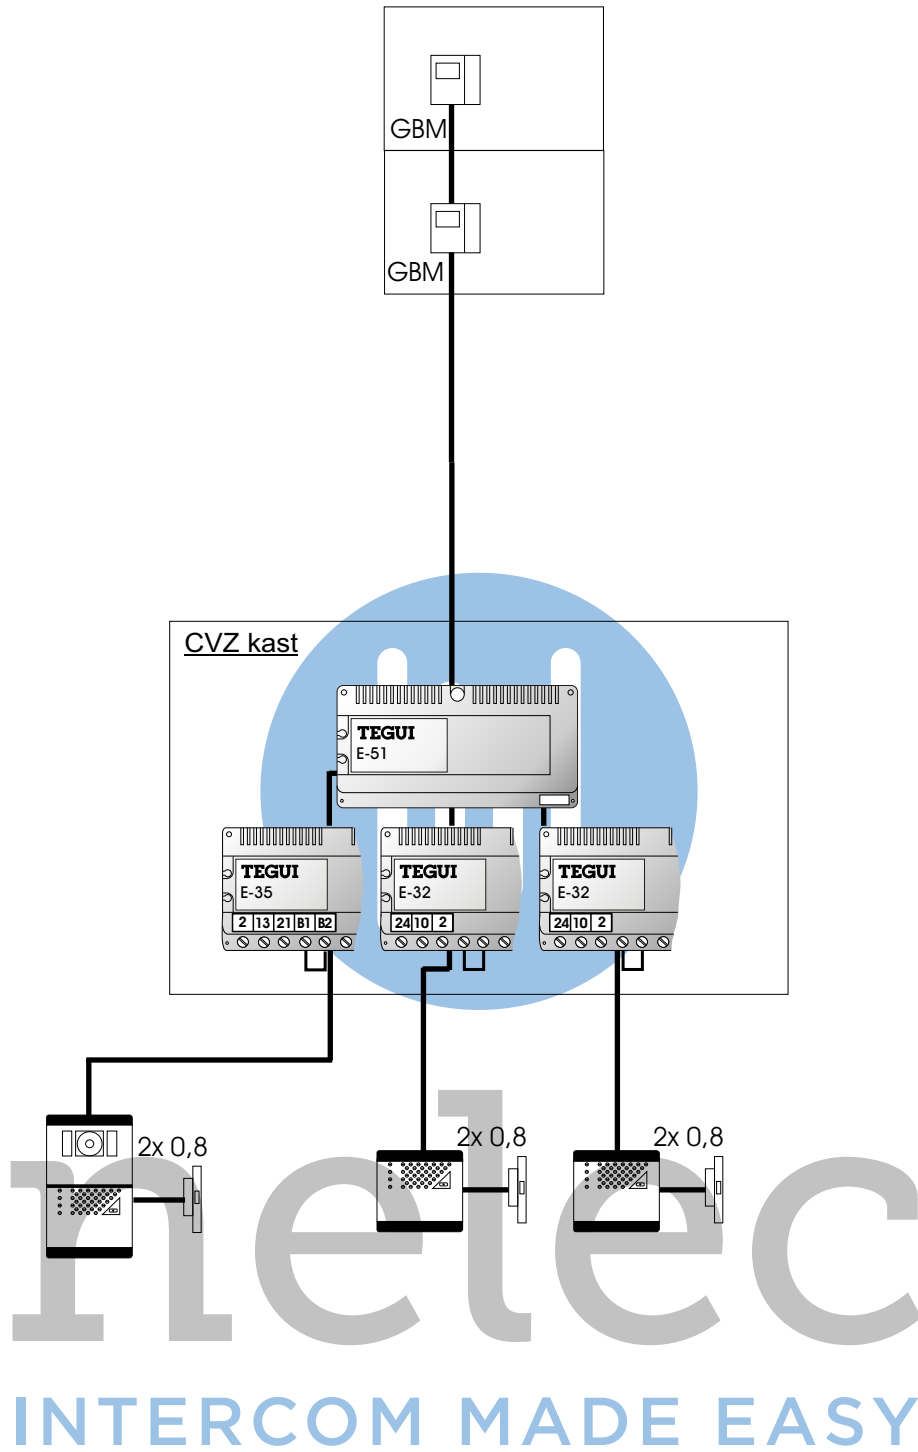 GBM
GBM
CVZ kast
TEGUI
E-51
TEGUI
E-35
2 13 21 B1 B2
TEGUI
E-32
24 10 2
TEGUI
E-32
24 10 2
2x 0,8
2x 0,8
2x 0,8
nelec
INTERCOM MADE EASY